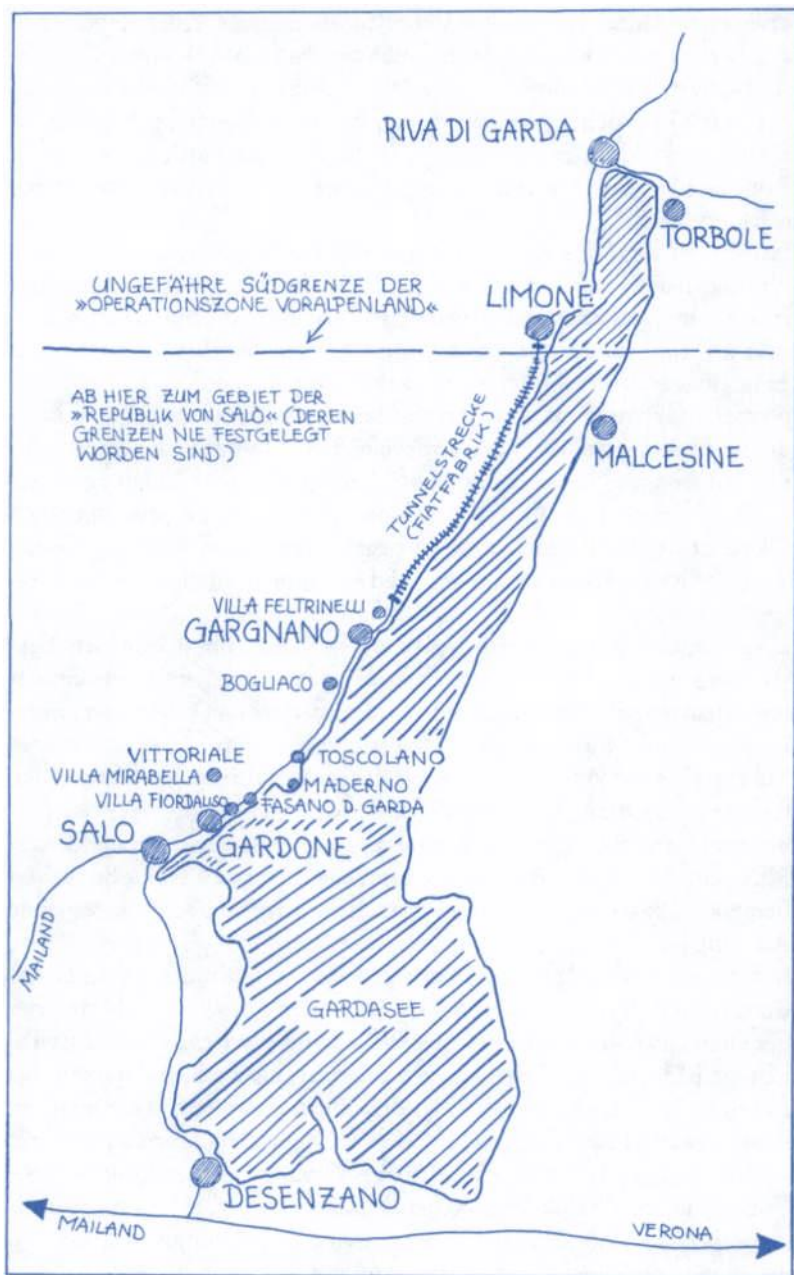 RIVA DI GARDA
TORBOLE
UNGEFÄHRE SÜDGRENZE DER
»OPERATIONSZONE VORALPENLAND«
LIMONE
AB HIER ZUM GEBIET DER
»REPUBLIK VON SALÒ« (DEREN
GRENZEN NIE FESTGELEGT
WORDEN SIND)
TUNNELSTRECKE
(FIATFABRIK)
MALCESINE
VILLA FELTRINELLI
GARGNANO
BOGLIACO
VITTORIALE
TOSCOLANO
VILLA MIRABELLA
MADERNO
VILLA FIORDALISO
FASANO D. GARDA
SALO
GARDONE
MAILAND
GARDASEE
DESENZANO
MAILAND
VERONA